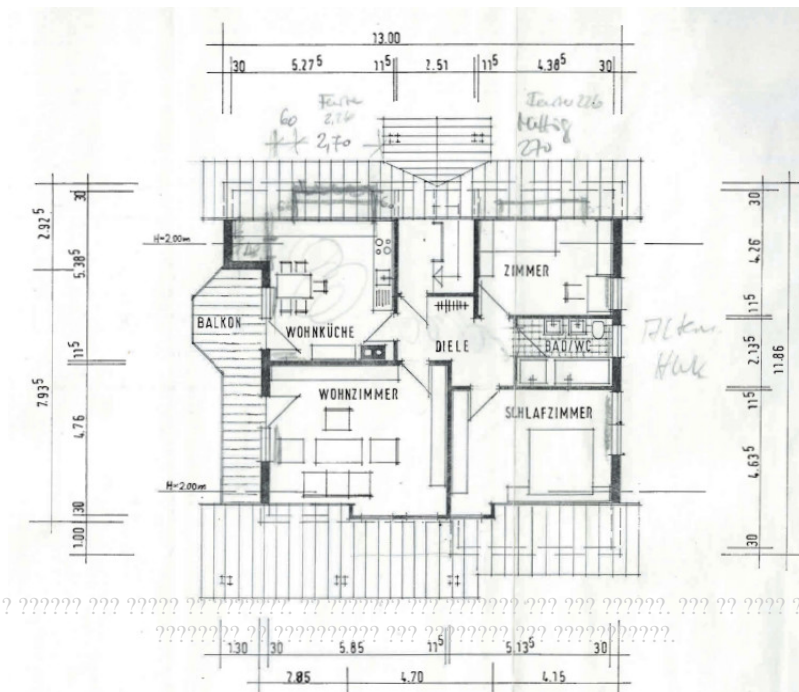 13.00
30 5.27⁵ 11⁵ 2.51 11⁵ 4.38⁵ 30
60 2,70
270
2.92⁵
7.93⁵
30
5.38⁵
11⁵
4.76
30
1.00
H=2.00m
ZIMMER
BALKON
WOHNKÜCHE
DIELE
BAD/WC
WOHNZIMMER
SCHLAFZIMMER
H=2.00m
30
4.26
11⁵
2.13⁵
11⁵
4.63⁵
30
11.86
1.30 30 5.85 11⁵ 5.13⁵ 30
2.85 4.70 4.15